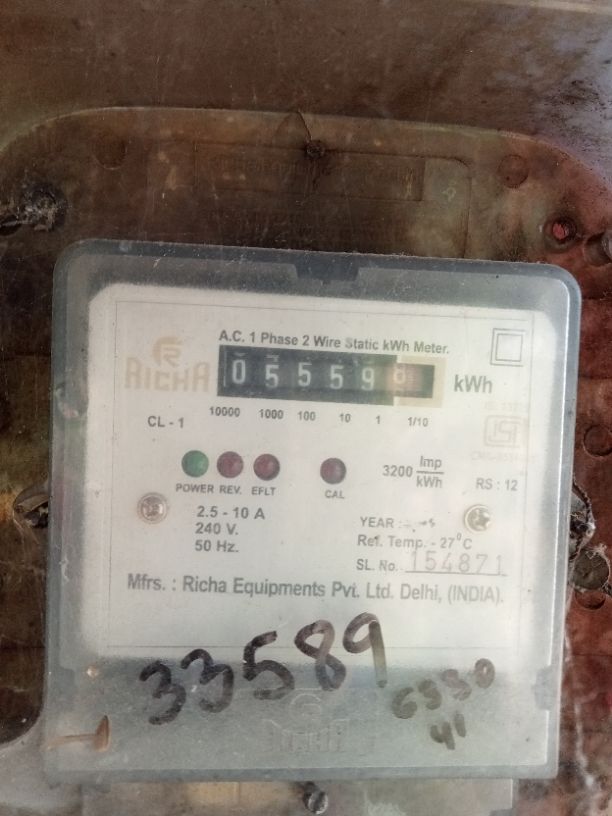 A.C. 1 Phase 2 Wire Static kWh Meter.
RICHA
05559
kWh
10000 1000 100 10 1 1/10
CL - 1
3200 Imp/kWh
RS : 12
POWER REV. EFLT CAL
2.5 - 10 A
240 V.
50 Hz.
YEAR :
Ref. Temp. - 27°C
SL. No. 154871
Mfrs. : Richa Equipments Pvt. Ltd. Delhi, (INDIA).
33589
41
RICHA